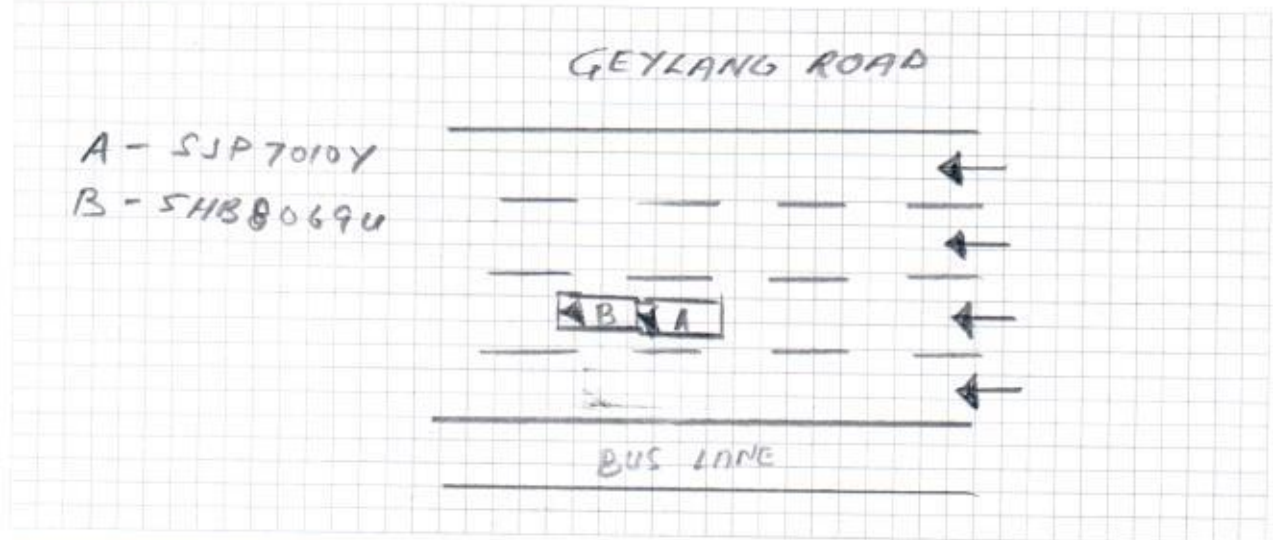 GEYLANG ROAD
A - SJP7010Y
B - SHB8069U
B A
BUS LANE